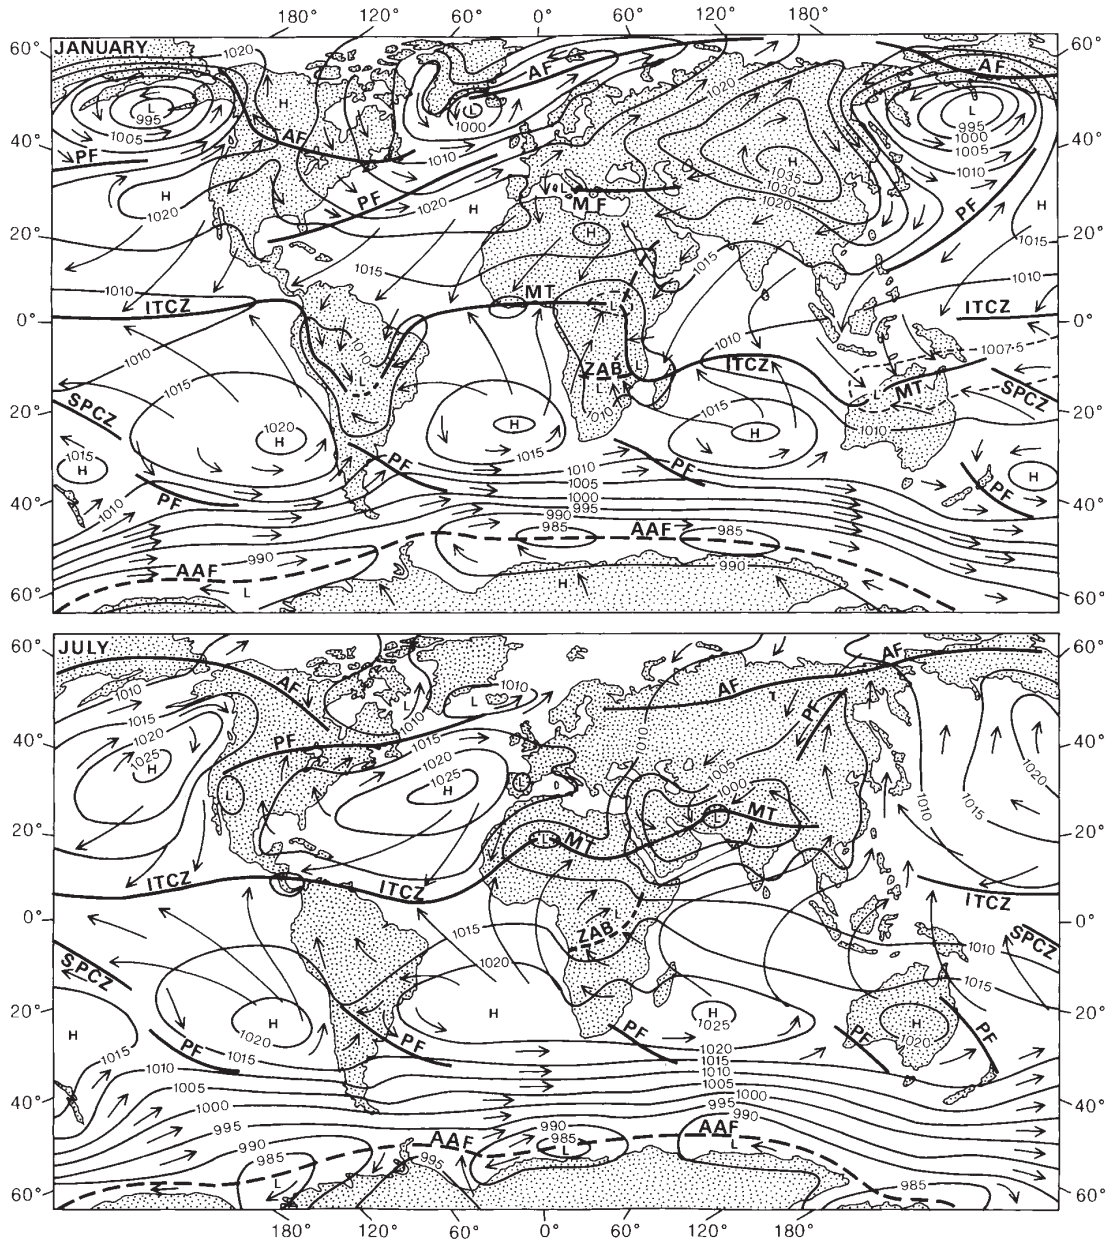 180° 120° 60° 0° 60° 120° 180°
60° JANUARY 1020 AF AF 60°
H 1020
L 995 L 1000 H 1035 L 995
1005 1000
1005
40° PF AF 1010 1030 1010 40°
H 1020 PF 1020 H L MF 1020 PF H
20° H 1015 20°
1015 1015
1010 MT 1010
ITCZ L ITCZ
0° 1010 0°
1010 1010 1007·5
1015 L ZAB L ITCZ MT
L 1010 L SPCZ
20° SPCZ 1015 1010 20°
1020 H H H
1015 H 1015 H
PF 1010 PF
PF 1005 PF
40° 1010 1000 40°
995
990
985 AAF 985
990
AAF 990
L H
60° 60°
60° JULY AF 60°
1010 AF L L 1010 AF
1015 1010 PF
1020 1015 1010
40° 1025 PF 1020 1005 40°
H 1025 H L 1000 1020
L MT 1010 1015
20° L MT L 20°
ITCZ ITCZ
ITCZ
0° ZAB 0°
1015 1010 SPCZ
SPCZ 1020 1015
20° H H H 1025 H 1020 20°
H 1020 PF PF PF PF
1015 1015 1020
1010 1015
1010
1005 1005
40° 1000 1000 40°
995 995
990 990 990
AAF 985 AAF
985 L L
L 995 985
60° 60°
180° 120° 60° 0° 60° 120° 180°